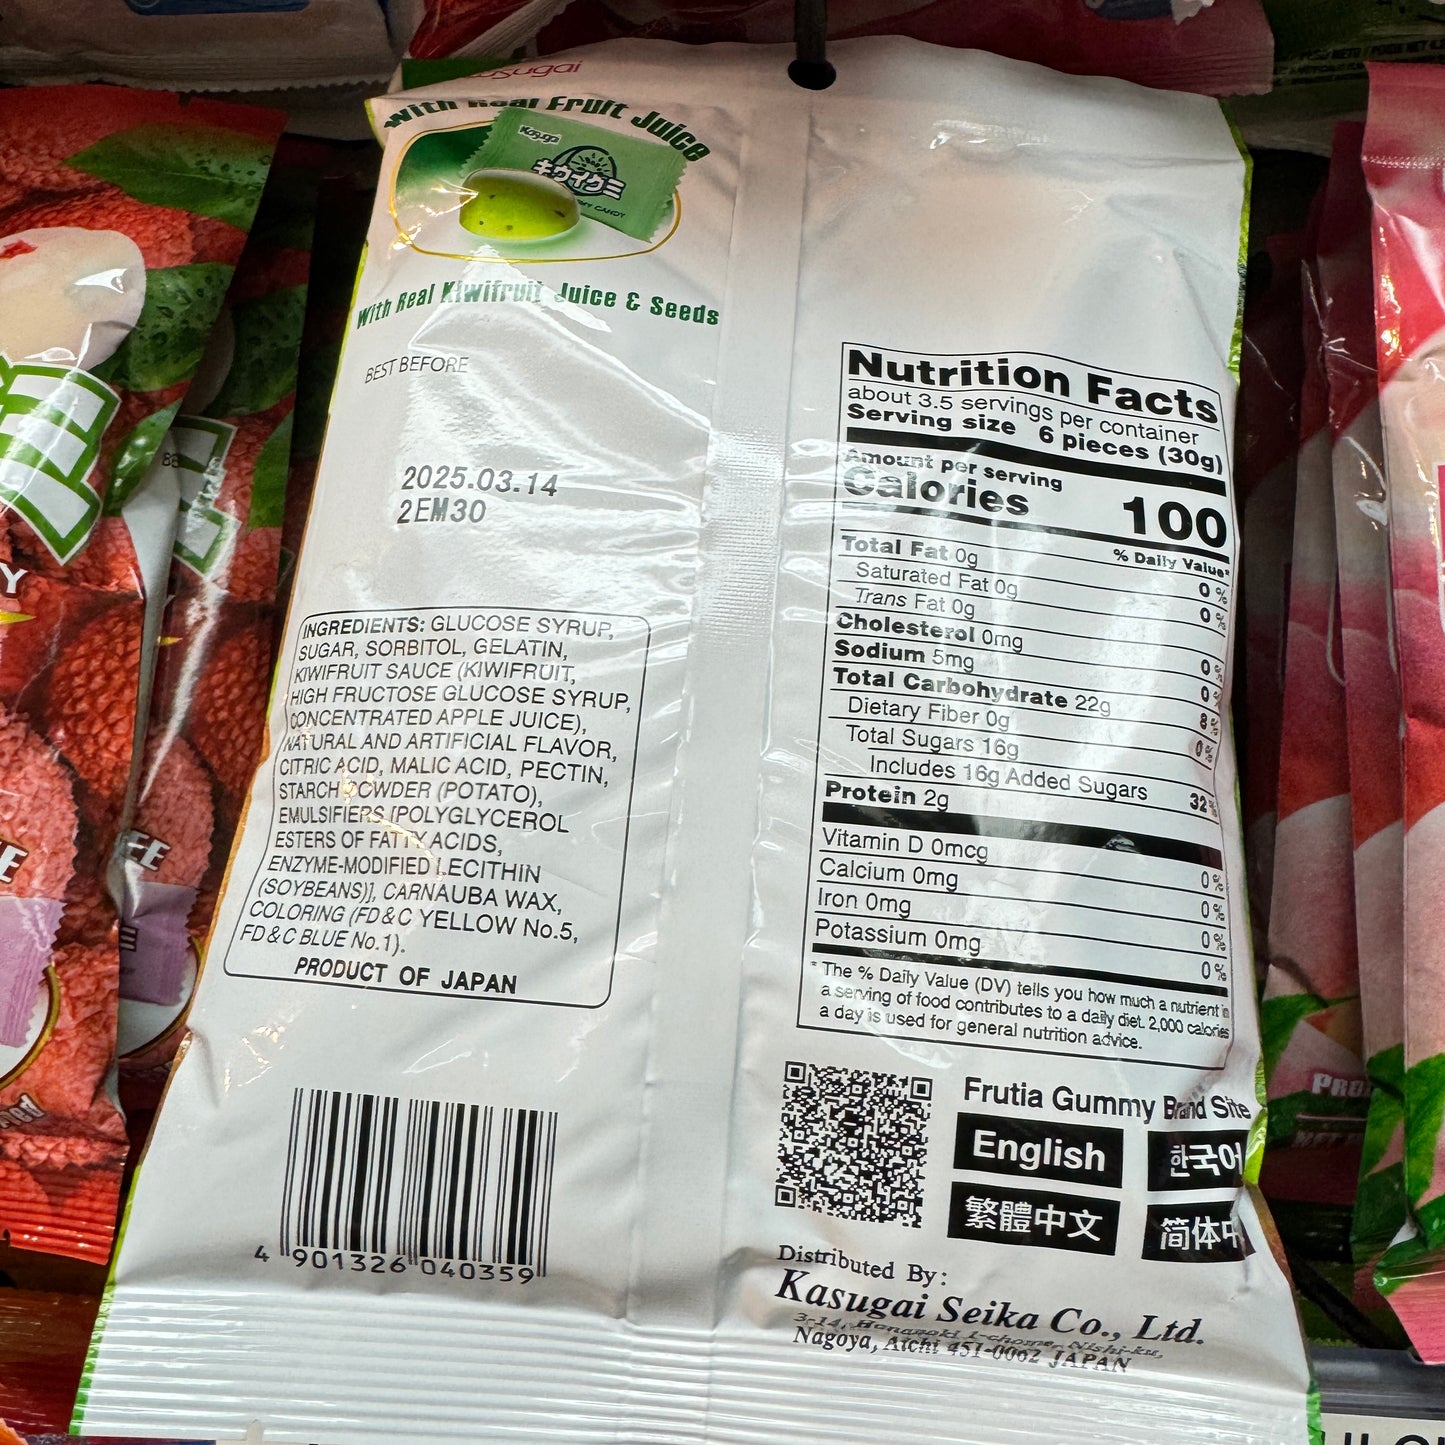 With Real Fruit Juice
Kasugai
キウイグミ
CANDY
With Real Kiwifruit Juice & Seeds
BEST BEFORE
2025.03.14
2EM30
INGREDIENTS: GLUCOSE SYRUP,
SUGAR, SORBITOL, GELATIN,
KIWIFRUIT SAUCE (KIWIFRUIT,
HIGH FRUCTOSE GLUCOSE SYRUP,
CONCENTRATED APPLE JUICE),
NATURAL AND ARTIFICIAL FLAVOR,
CITRIC ACID, MALIC ACID, PECTIN,
STARCH POWDER (POTATO),
EMULSIFIERS [POLYGLYCEROL
ESTERS OF FATTY ACIDS,
ENZYME-MODIFIED LECITHIN
(SOYBEANS)], CARNAUBA WAX,
COLORING (FD&C YELLOW No.5,
FD&C BLUE No.1).
PRODUCT OF JAPAN
4 901326 040359
Nutrition Facts
about 3.5 servings per container
Serving size 6 pieces (30g)
Amount per serving
Calories 100
% Daily Value*
Total Fat 0g 0%
Saturated Fat 0g 0%
Trans Fat 0g
Cholesterol 0mg 0%
Sodium 5mg 0%
Total Carbohydrate 22g 8%
Dietary Fiber 0g 0%
Total Sugars 16g
Includes 16g Added Sugars 32%
Protein 2g
Vitamin D 0mcg 0%
Calcium 0mg 0%
Iron 0mg 0%
Potassium 0mg 0%
* The % Daily Value (DV) tells you how much a nutrient in
a serving of food contributes to a daily diet. 2,000 calories
a day is used for general nutrition advice.
Frutia Gummy Brand Site
English 한국어
繁體中文 简体中
Distributed By:
Kasugai Seika Co., Ltd.
3-14, Hananoki 1-chome, Nishi-ku,
Nagoya, Aichi 451-0062 JAPAN